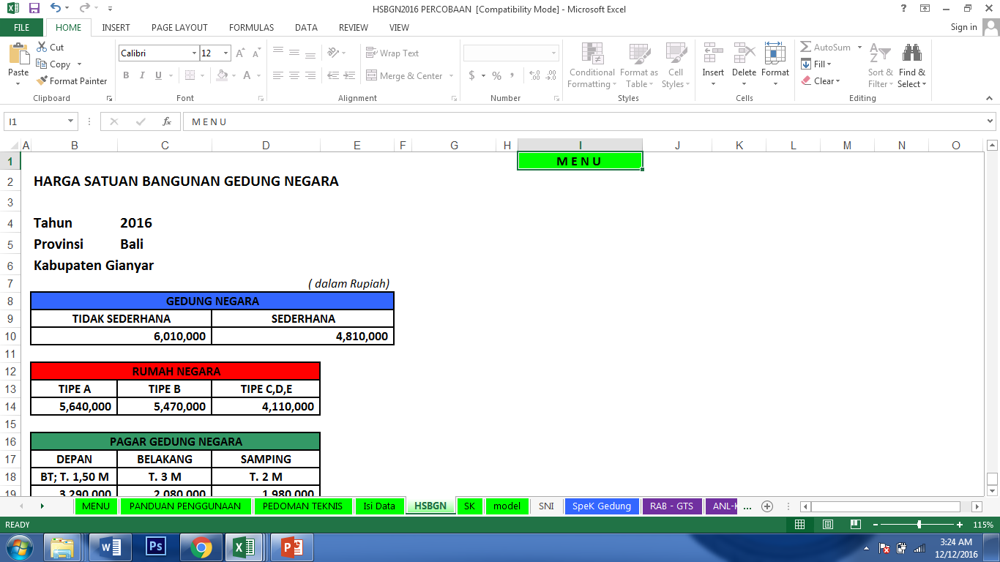 HSBGN2016 PERCOBAAN [Compatibility Mode] - Microsoft Excel
FILE HOME INSERT PAGE LAYOUT FORMULAS DATA REVIEW VIEW Sign in
Paste Cut Copy Format Painter Clipboard
Calibri 12 B I U A Font
Wrap Text Merge & Center Alignment
$ % Number
Conditional Formatting Format as Table Cell Styles Styles
Insert Delete Format Cells
AutoSum Fill Clear Sort & Filter Find & Select Editing
I1 fx M E N U
A B C D E F G H I J K L M N O
1 M E N U
2 HARGA SATUAN BANGUNAN GEDUNG NEGARA
3
4 Tahun 2016
5 Provinsi Bali
6 Kabupaten Gianyar
7 ( dalam Rupiah)
8 GEDUNG NEGARA
9 TIDAK SEDERHANA SEDERHANA
10 6,010,000 4,810,000
11
12 RUMAH NEGARA
13 TIPE A TIPE B TIPE C,D,E
14 5,640,000 5,470,000 4,110,000
15
16 PAGAR GEDUNG NEGARA
17 DEPAN BELAKANG SAMPING
18 BT; T. 1,50 M T. 3 M T. 2 M
19 3,290,000 2,080,000 1,980,000
MENU PANDUAN PENGGUNAAN PEDOMAN TEKNIS Isi Data HSBGN SK model SNI SpeK Gedung RAB - GTS ANL-K ...
READY 115%
W Ps X P 3:24 AM
12/12/2016